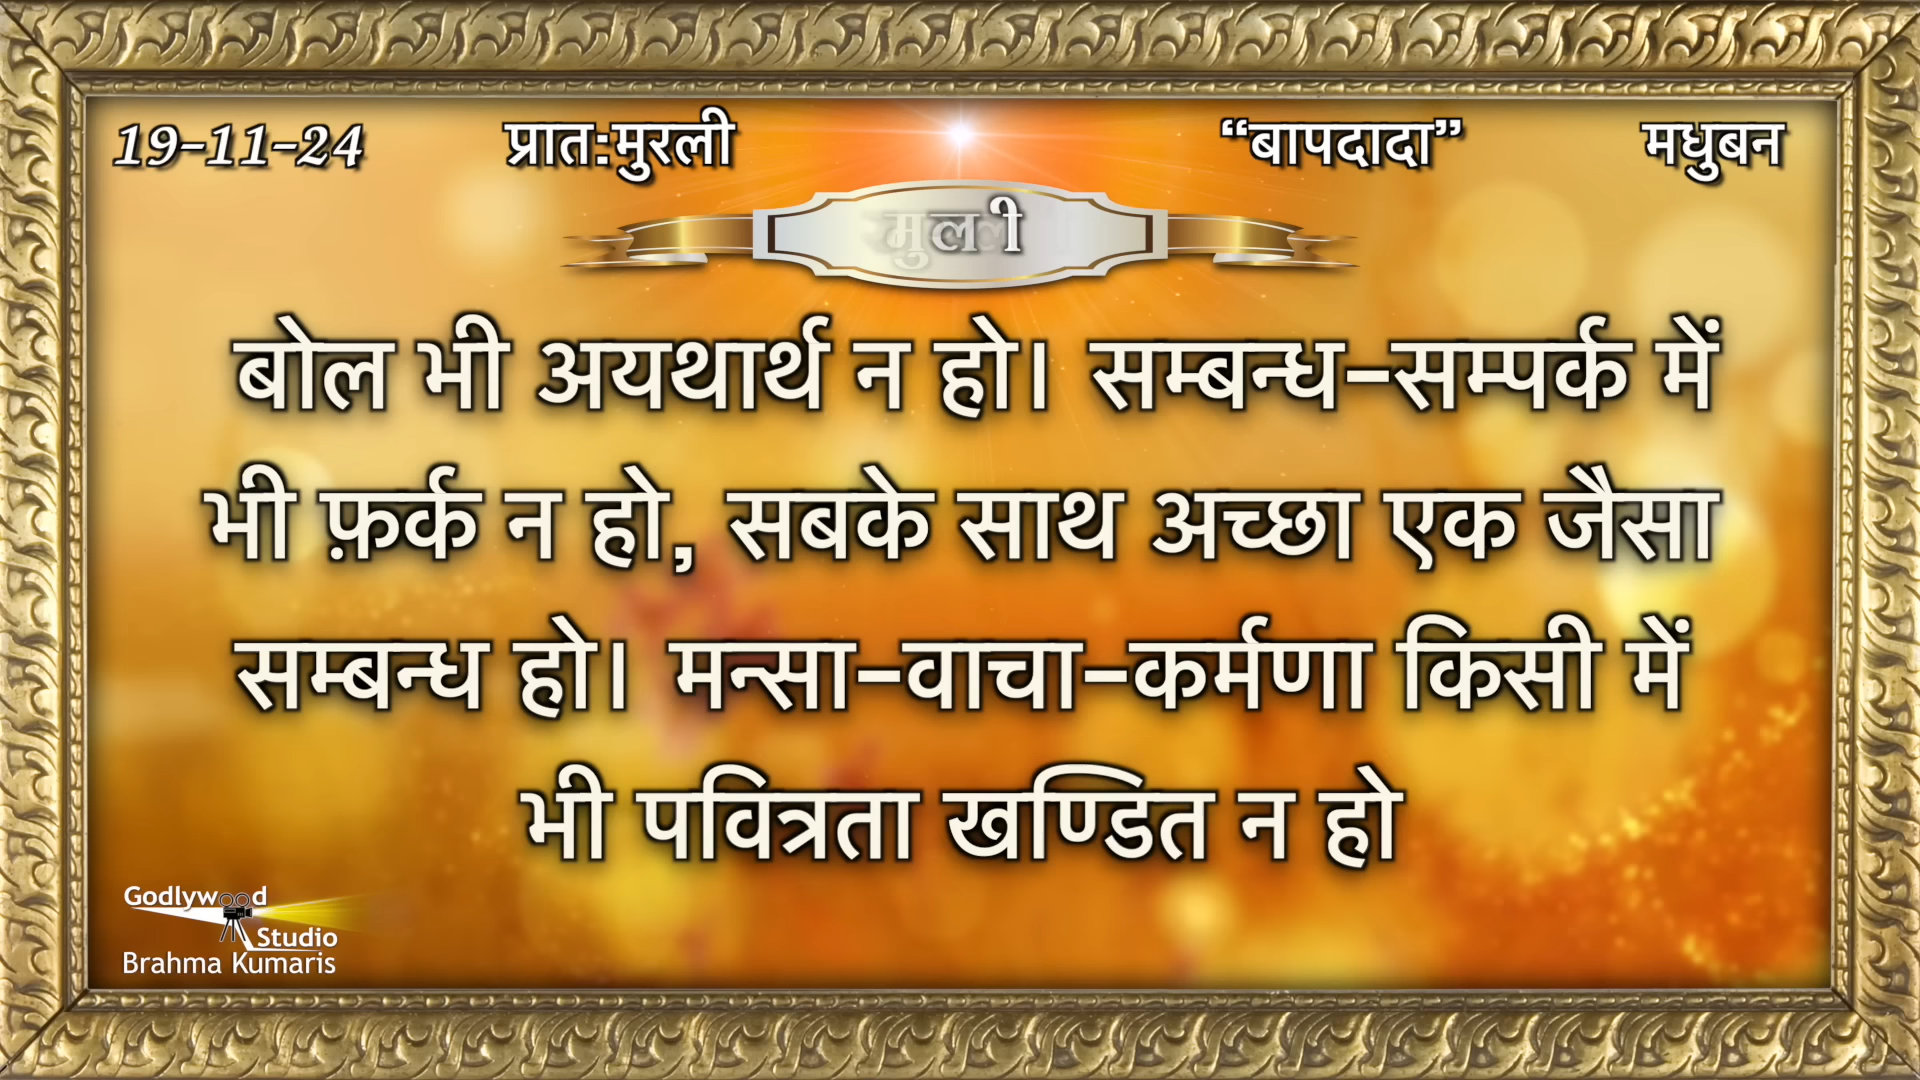 19-11-24 प्रात:मुरली “बापदादा” मधुबन
बोल भी अयथार्थ न हो। सम्बन्ध-सम्पर्क में
भी फ़र्क न हो, सबके साथ अच्छा एक जैसा
सम्बन्ध हो। मन्सा-वाचा-कर्मणा किसी में
भी पवित्रता खण्डित न हो
Godlywood
Studio
Brahma Kumaris